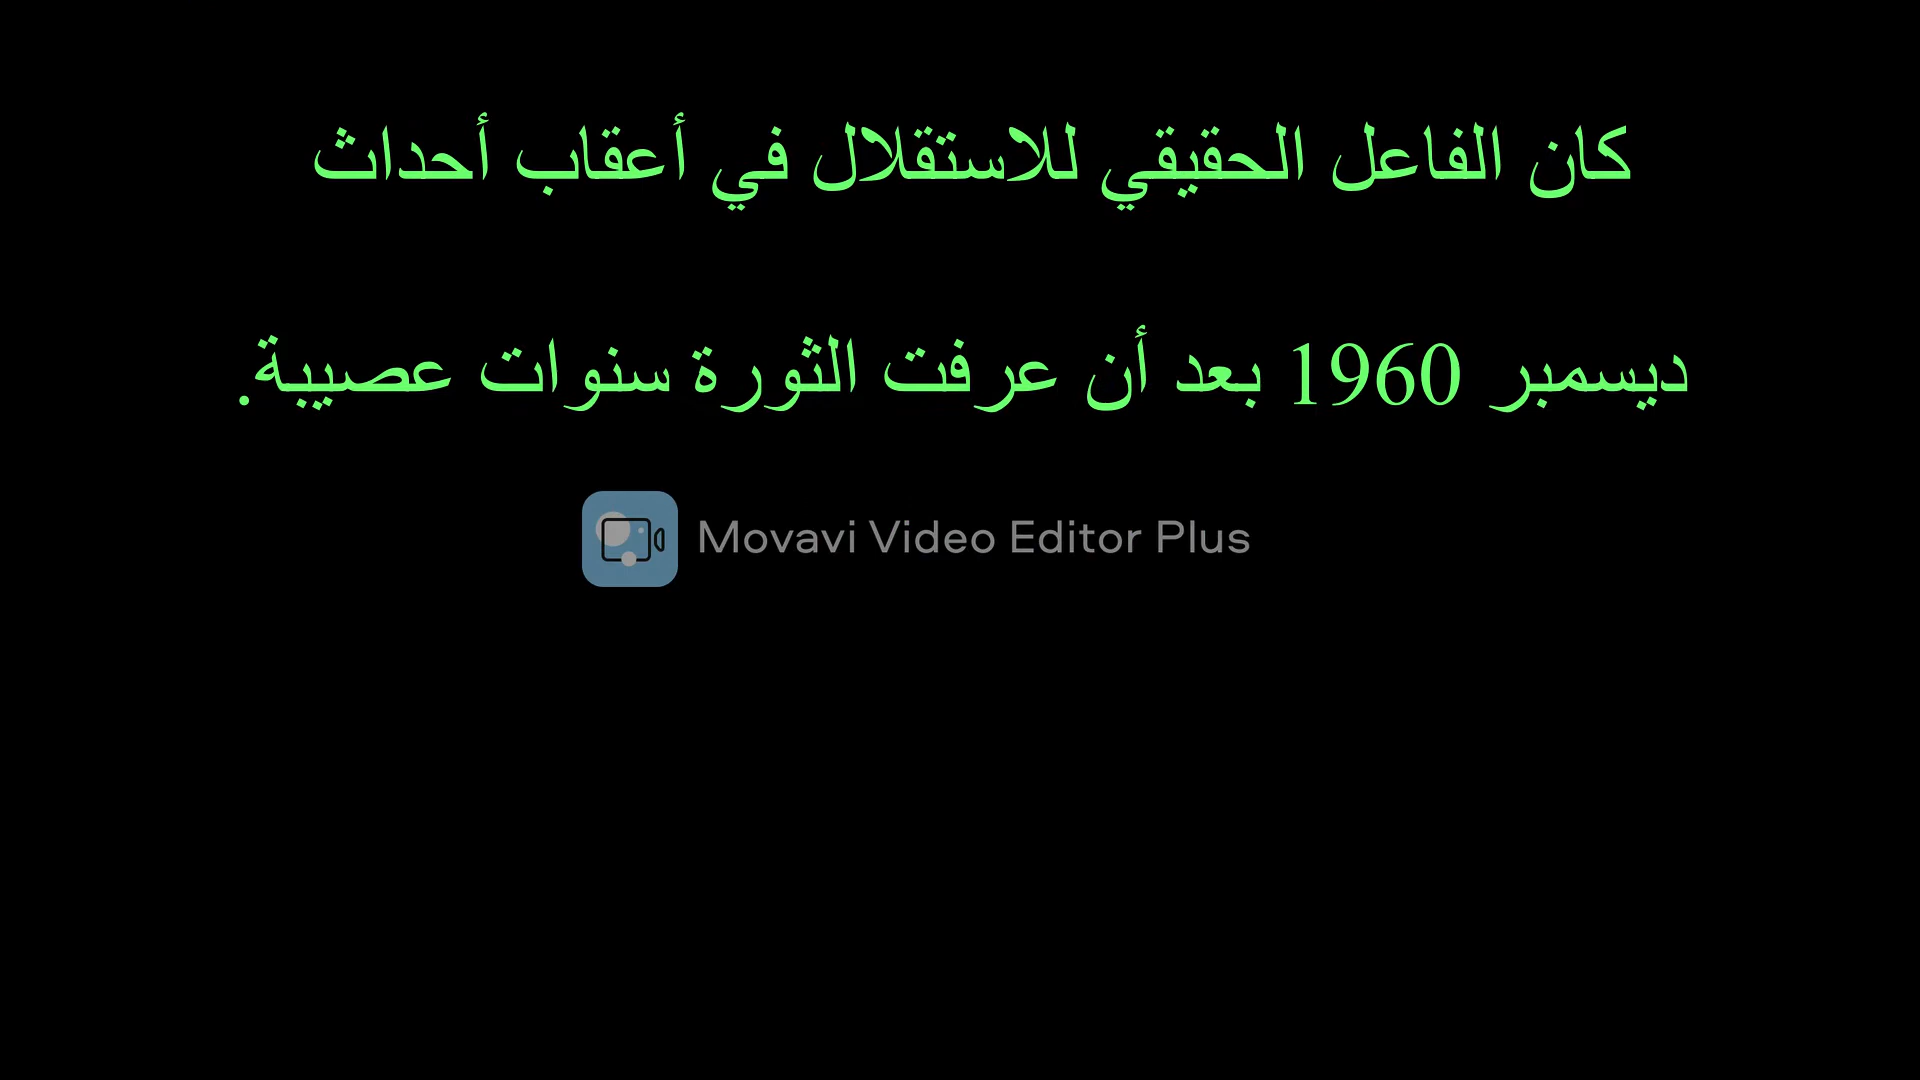 كان الفاعل الحقيقي للاستقلال في أعقاب أحداث
ديسمبر 1960 بعد أن عرفت الثورة سنوات عصيبة.
Movavi Video Editor Plus